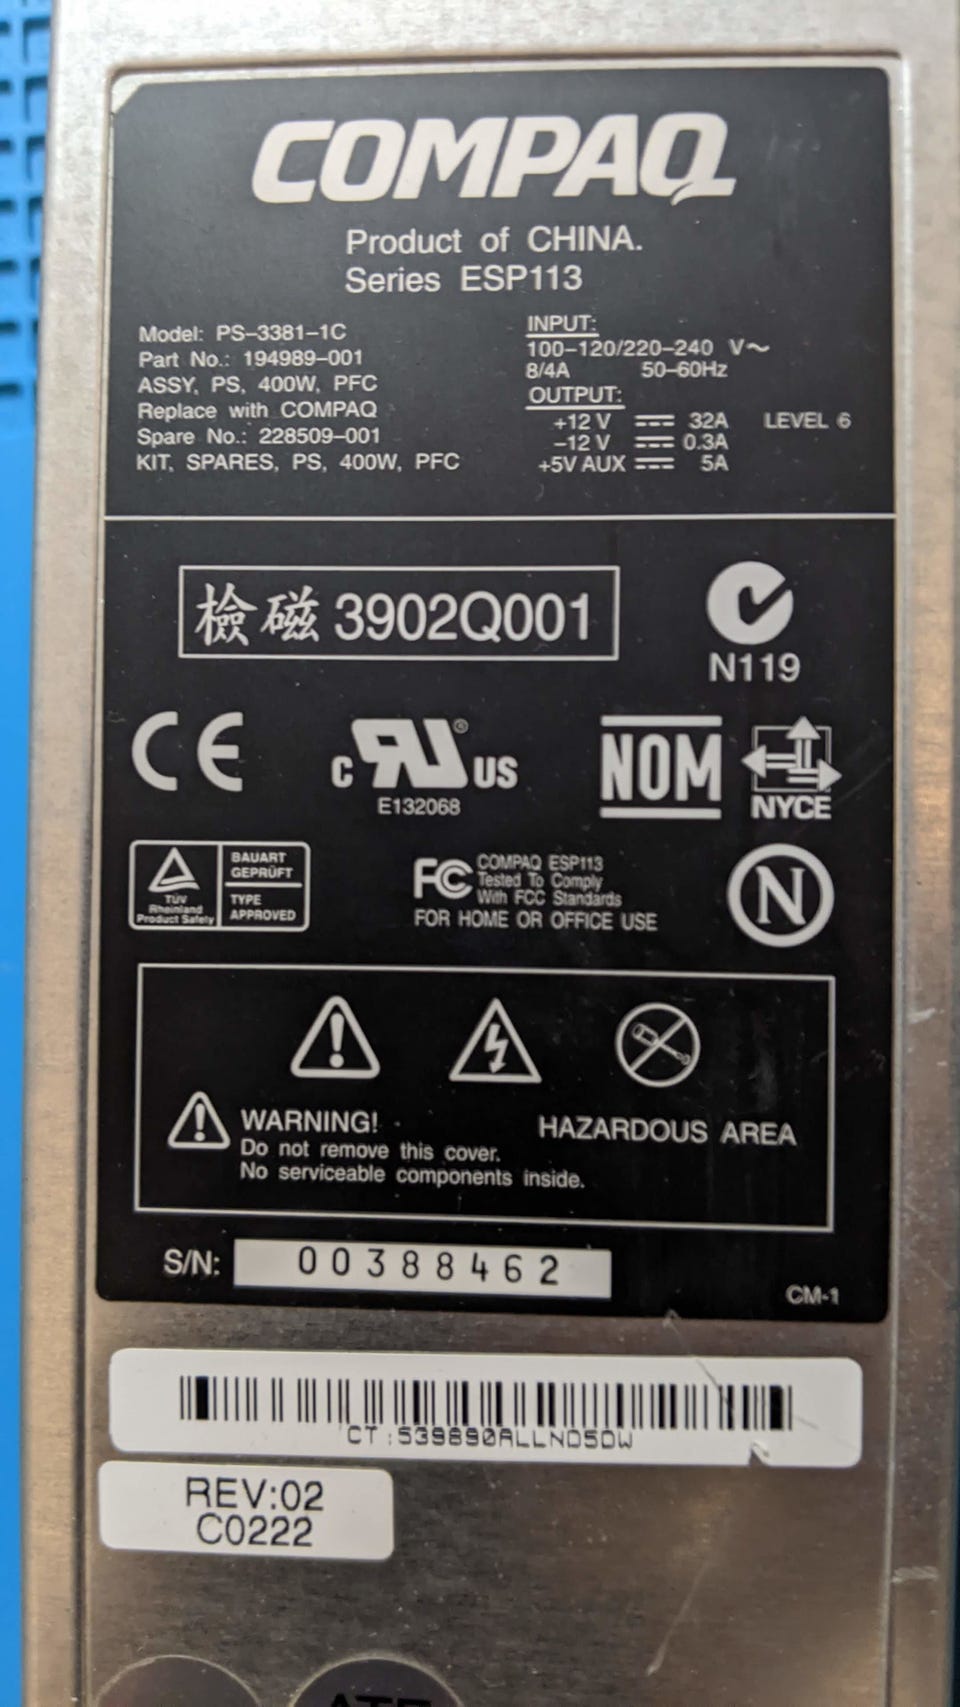 COMPAQ
Product of CHINA.
Series ESP113
Model: PS-3381-1C
Part No.: 194989-001
ASSY, PS, 400W, PFC
Replace with COMPAQ
Spare No.: 228509-001
KIT, SPARES, PS, 400W, PFC
INPUT:
100-120/220-240 V~
8/4A 50-60Hz
OUTPUT:
+12 V ⎓ 32A LEVEL 6
-12 V ⎓ 0.3A
+5V AUX ⎓ 5A
檢磁 3902Q001
N119
CE
c RU ® US
E132068
NOM
NYCE
TÜV
Rheinland
Product Safety
BAUART
GEPRÜFT
TYPE
APPROVED
FC COMPAQ ESP113
Tested To Comply
With FCC Standards
FOR HOME OR OFFICE USE
N
WARNING!
Do not remove this cover.
No serviceable components inside.
HAZARDOUS AREA
S/N: 00388462
CM-1
CT:539890ALLND5DW
REV:02
C0222